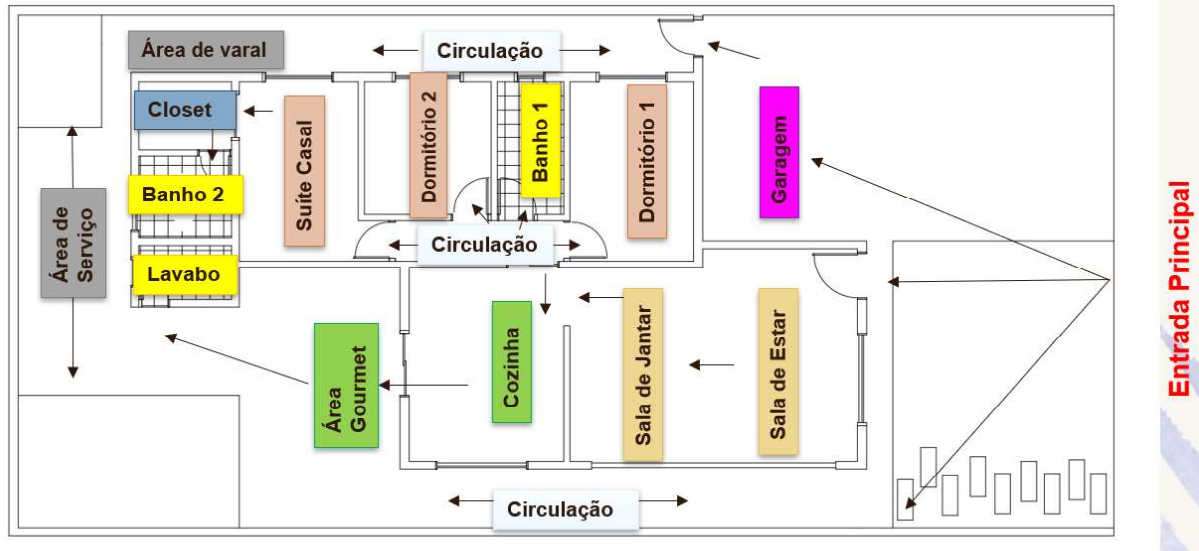 Área de varal
Circulação
Closet
Banho 2
Lavabo
Área de
Serviço
Suíte Casal
Dormitório 2
Banho 1
Dormitório 1
Garagem
Circulação
Área
Gourmet
Cozinha
Sala de Jantar
Sala de Estar
Circulação
Entrada Principal